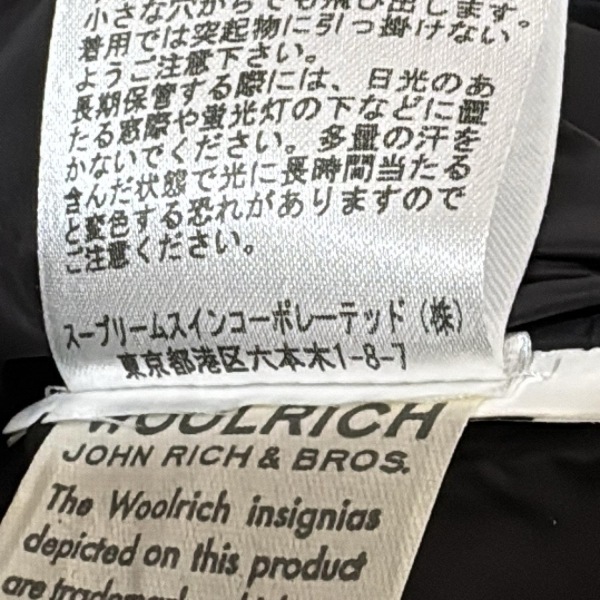 小さな穴からでも飛び出します。
着用では突起物に引っ掛けない
ようご注意下さい。
長期保管する際には、日光のあ
たる窓際や蛍光灯の下などに置
かないでください。多量の汗を
含んだ状態で光に長時間当たる
と変色する恐れがありますので
ご注意ください。
スープリームスインコーポレーテッド(株)
東京都港区六本木1-8-7
WOOLRICH
JOHN RICH & BROS.
The Woolrich insignias
depicted on this product
are